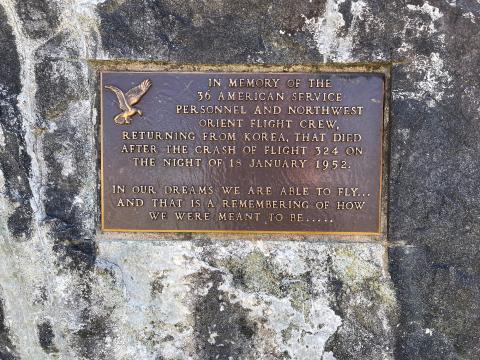 IN MEMORY OF THE
36 AMERICAN SERVICE
PERSONNEL AND NORTHWEST
ORIENT FLIGHT CREW,
RETURNING FROM KOREA, THAT DIED
AFTER THE CRASH OF FLIGHT 324 ON
THE NIGHT OF 18 JANUARY 1952.
IN OUR DREAMS WE ARE ABLE TO FLY...
AND THAT IS A REMEMBERING OF HOW
WE WERE MEANT TO BE.....